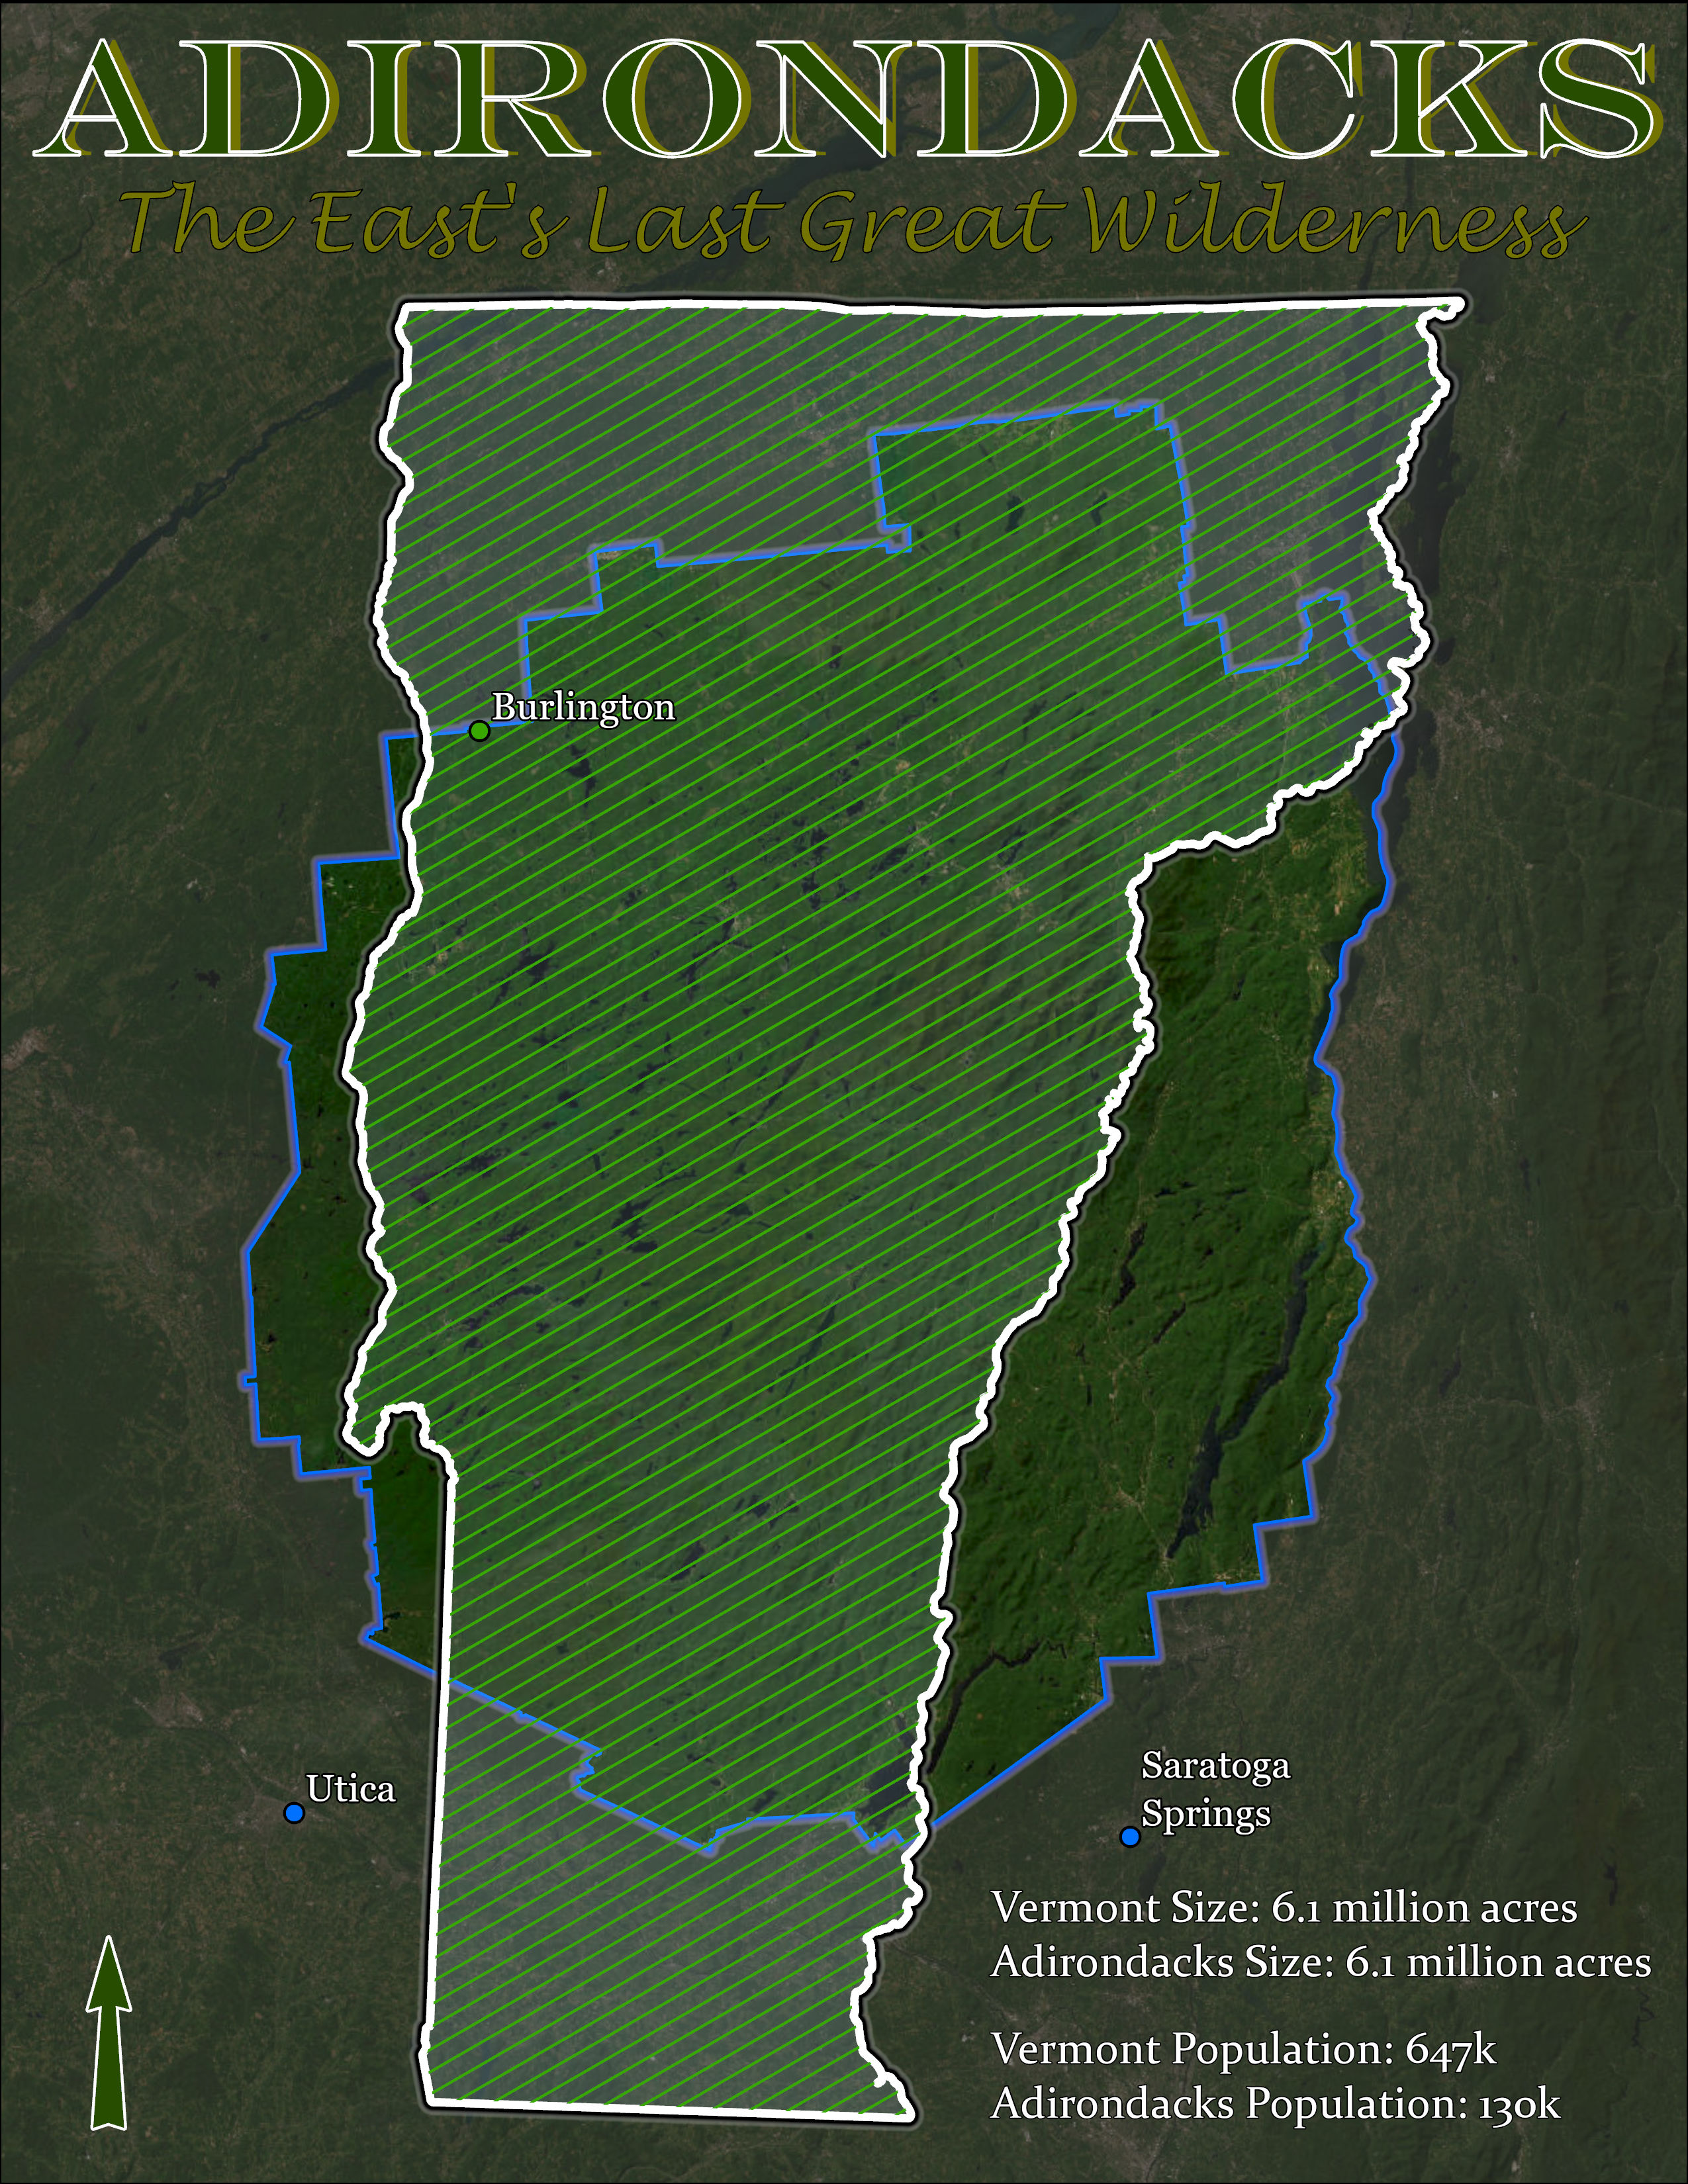 ADIRONDACKS
The East's Last Great Wilderness
Burlington
Utica
Saratoga
Springs
Vermont Size: 6.1 million acres
Adirondacks Size: 6.1 million acres
Vermont Population: 647k
Adirondacks Population: 130k